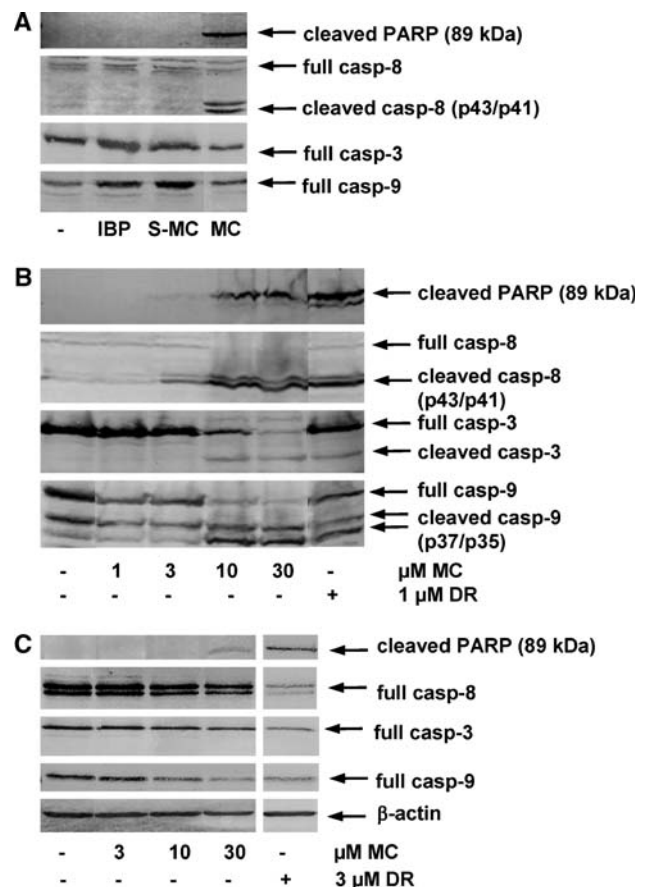 A
cleaved PARP (89 kDa)
full casp-8
cleaved casp-8 (p43/p41)
full casp-3
full casp-9
- IBP S-MC MC
B
cleaved PARP (89 kDa)
full casp-8
cleaved casp-8
(p43/p41)
full casp-3
cleaved casp-3
full casp-9
cleaved casp-9
(p37/p35)
- 1 3 10 30 - µM MC
- - - - - + 1 µM DR
C
cleaved PARP (89 kDa)
full casp-8
full casp-3
full casp-9
β-actin
- 3 10 30 - µM MC
- - - - + 3 µM DR